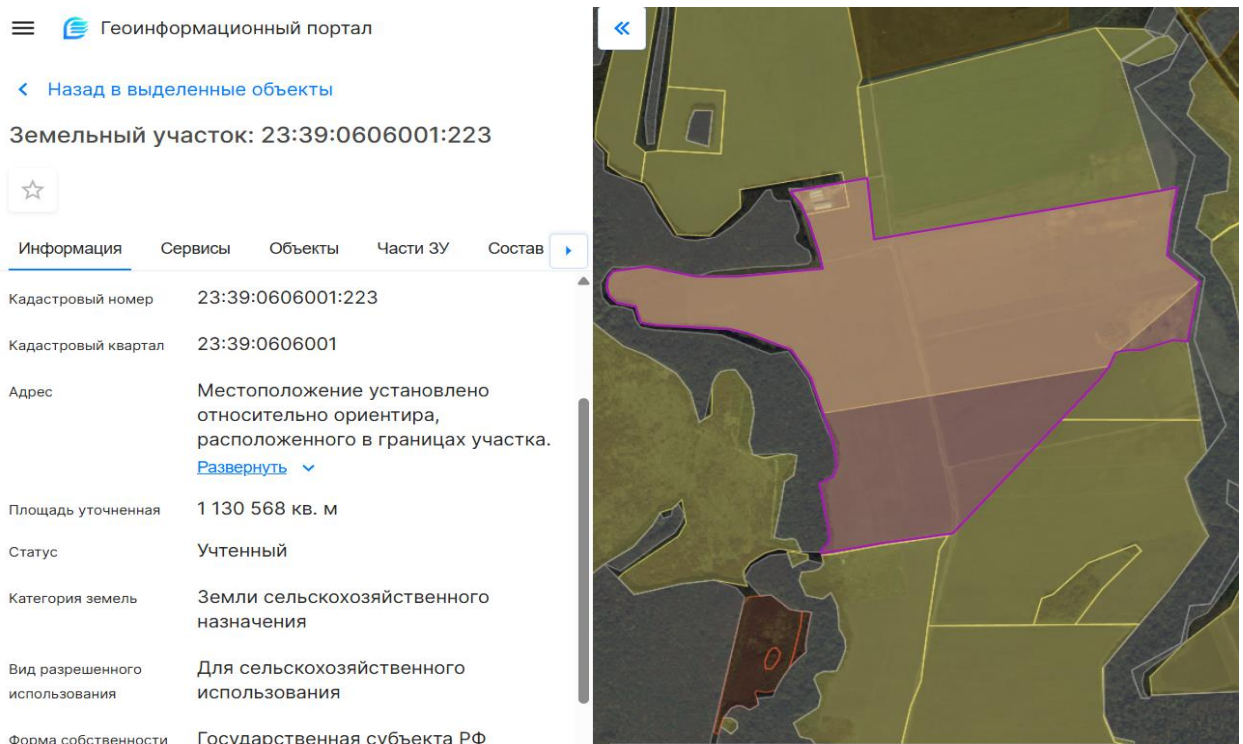 Геоинформационный портал
Назад в выделенные объекты
Земельный участок: 23:39:0606001:223
Информация Сервисы Объекты Части ЗУ Состав
Кадастровый номер 23:39:0606001:223
Кадастровый квартал 23:39:0606001
Адрес Местоположение установлено
относительно ориентира,
расположенного в границах участка.
Развернуть
Площадь уточненная 1 130 568 кв. м
Статус Учтенный
Категория земель Земли сельскохозяйственного
назначения
Вид разрешенного Для сельскохозяйственного
использования использования
Форма собственности Государственная субъекта РФ